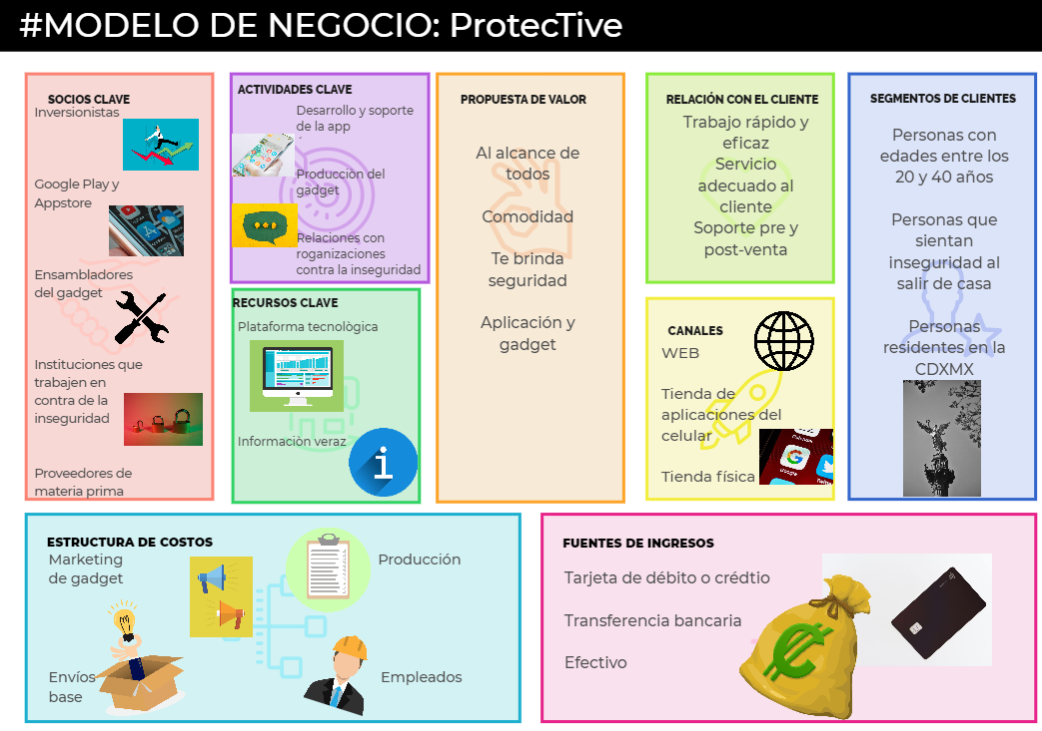 #MODELO DE NEGOCIO: ProtecTive
SOCIOS CLAVE
Inversionistas
Google Play y
Appstore
Ensambladores
del gadget
Instituciones que
trabajen en
contra de la
inseguridad
Proveedores de
materia prima
ACTIVIDADES CLAVE
Desarrollo y soporte
de la app
Producciòn del
gadget
Relaciones con
roganizaciones
contra la inseguridad
RECURSOS CLAVE
Plataforma tecnològica
Informaciòn veraz
i
PROPUESTA DE VALOR
Al alcance de
todos
Comodidad
Te brinda
seguridad
Aplicación y
gadget
RELACIÓN CON EL CLIENTE
Trabajo rápido y
eficaz
Servicio
adecuado al
cliente
Soporte pre y
post-venta
CANALES
WEB
Tienda de
aplicaciones del
celular
Tienda física
Google
SEGMENTOS DE CLIENTES
Personas con
edades entre los
20 y 40 años
Personas que
sientan
inseguridad al
salir de casa
Personas
residentes en la
CDXMX
ESTRUCTURA DE COSTOS
Marketing
de gadget
Producción
Envíos
base
Empleados
FUENTES DE INGRESOS
Tarjeta de débito o crédtio
Transferencia bancaria
Efectivo